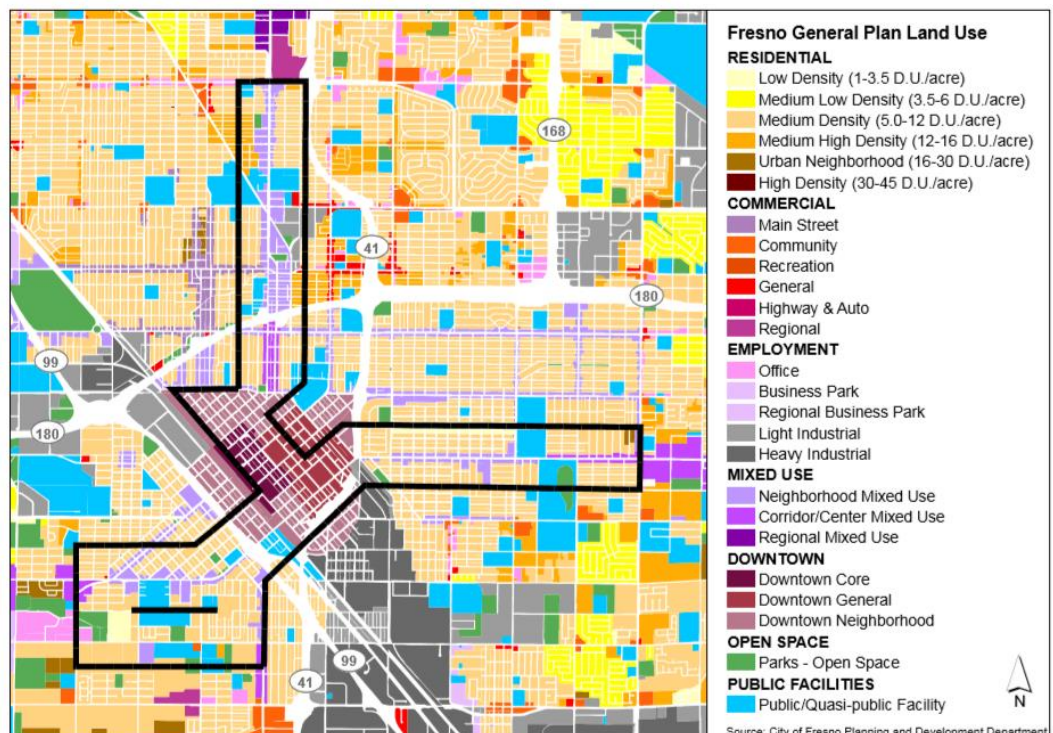 Fresno General Plan Land Use
RESIDENTIAL
Low Density (1-3.5 D.U./acre)
Medium Low Density (3.5-6 D.U./acre)
Medium Density (5.0-12 D.U./acre)
Medium High Density (12-16 D.U./acre)
Urban Neighborhood (16-30 D.U./acre)
High Density (30-45 D.U./acre)
COMMERCIAL
Main Street
Community
Recreation
General
Highway & Auto
Regional
EMPLOYMENT
Office
Business Park
Regional Business Park
Light Industrial
Heavy Industrial
MIXED USE
Neighborhood Mixed Use
Corridor/Center Mixed Use
Regional Mixed Use
DOWNTOWN
Downtown Core
Downtown General
Downtown Neighborhood
OPEN SPACE
Parks - Open Space
PUBLIC FACILITIES
Public/Quasi-public Facility
N
Source: City of Fresno Planning and Development Department
168
41
180
99
180
99
41